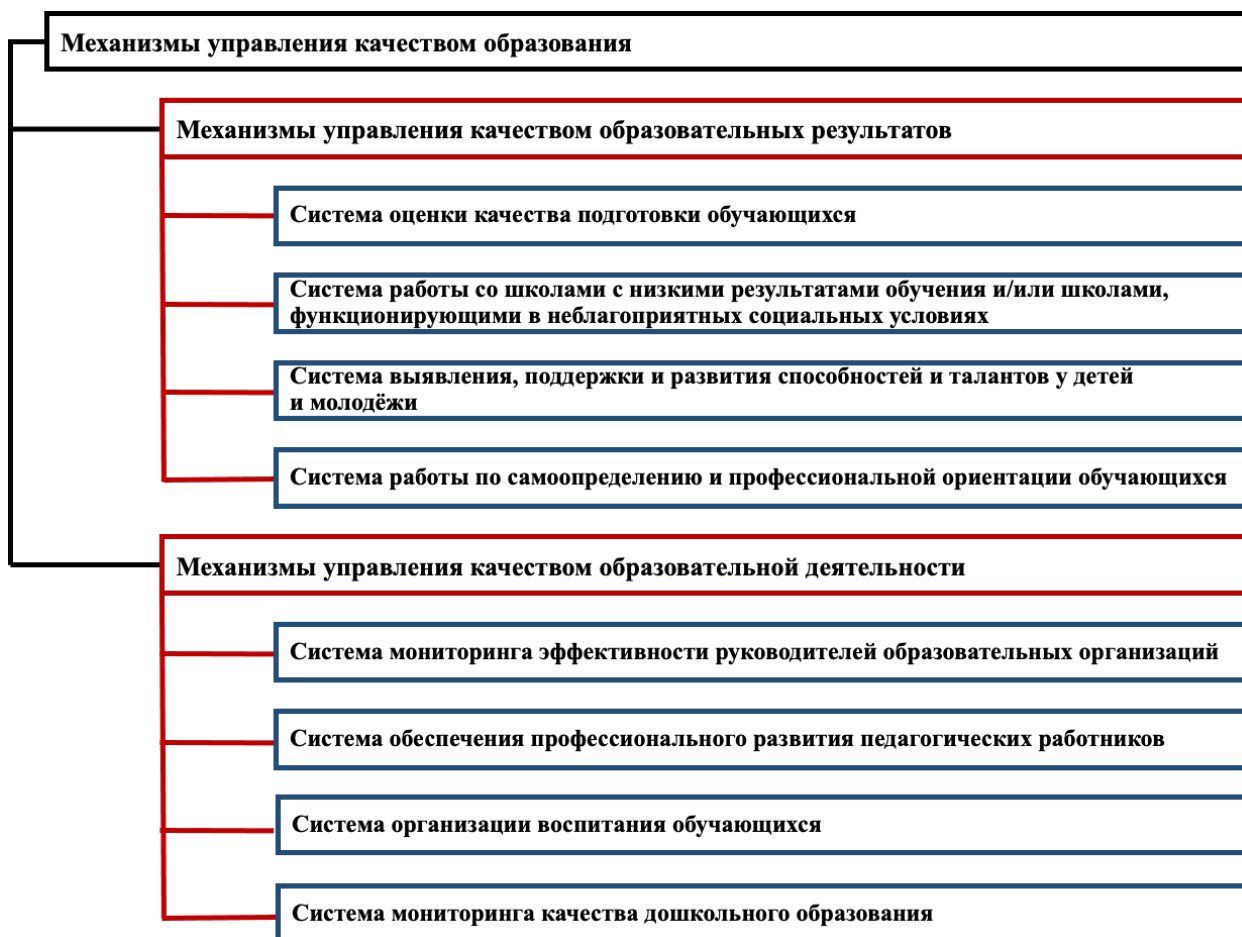 Механизмы управления качеством образования
Механизмы управления качеством образовательных результатов
Система оценки качества подготовки обучающихся
Система работы со школами с низкими результатами обучения и/или школами,
функционирующими в неблагоприятных социальных условиях
Система выявления, поддержки и развития способностей и талантов у детей
и молодёжи
Система работы по самоопределению и профессиональной ориентации обучающихся
Механизмы управления качеством образовательной деятельности
Система мониторинга эффективности руководителей образовательных организаций
Система обеспечения профессионального развития педагогических работников
Система организации воспитания обучающихся
Система мониторинга качества дошкольного образования